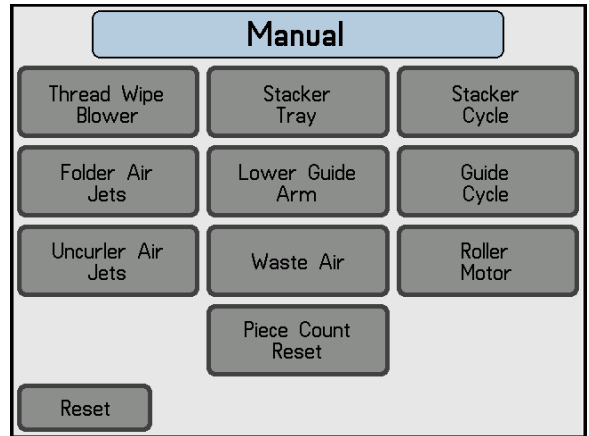 Manual
Thread Wipe
Blower
Stacker
Tray
Stacker
Cycle
Folder Air
Jets
Lower Guide
Arm
Guide
Cycle
Uncurler Air
Jets
Waste Air
Roller
Motor
Piece Count
Reset
Reset